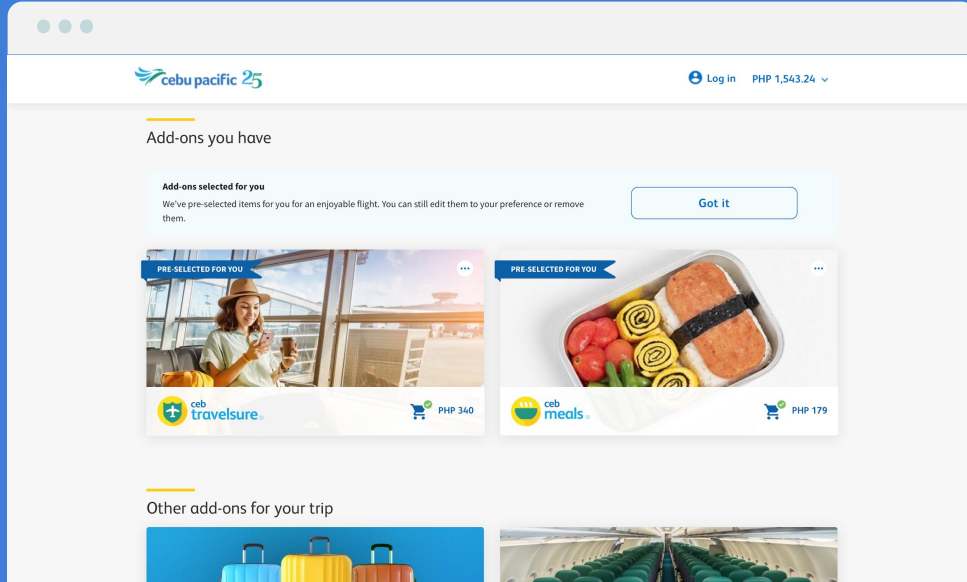 cebu pacific 25
Log in
PHP 1,543.24
Add-ons you have
Add-ons selected for you
We've pre-selected items for you for an enjoyable flight. You can still edit them to your preference or remove
them.
Got it
PRE-SELECTED FOR YOU
PRE-SELECTED FOR YOU
ceb
travelsure
PHP 340
ceb
meals
PHP 179
Other add-ons for your trip